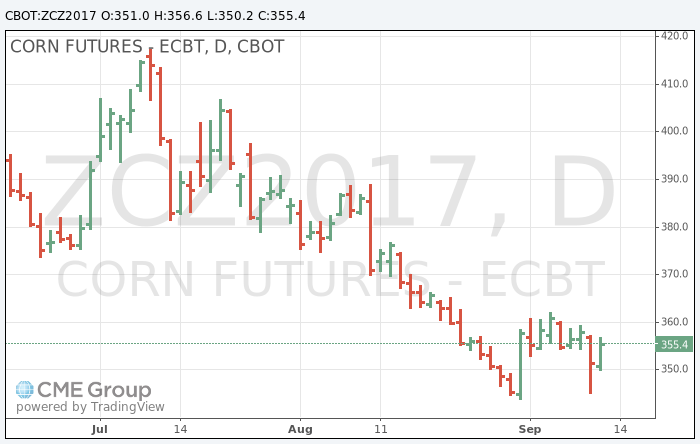 CBOT:ZCZ2017 O:351.0 H:356.6 L:350.2 C:355.4
CORN FUTURES - ECBT, D, CBOT
420.0
410.0
400.0
ZCZ2017, D
390.0
380.0
CORN FUTURES - ECBT
370.0
360.0
355.4
350.0
CME Group
powered by TradingView
Jul 14 Aug 11 Sep 14